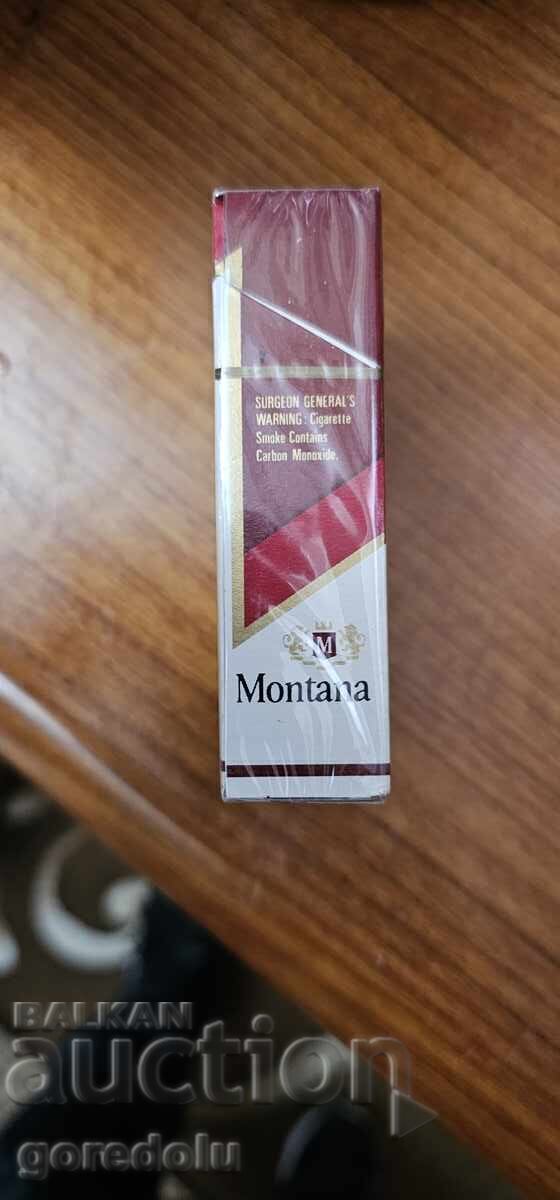 SURGEON GENERAL'S
WARNING: Cigarette
Smoke Contains
Carbon Monoxide.
M
Montana
BALKAN
auction
goredolu